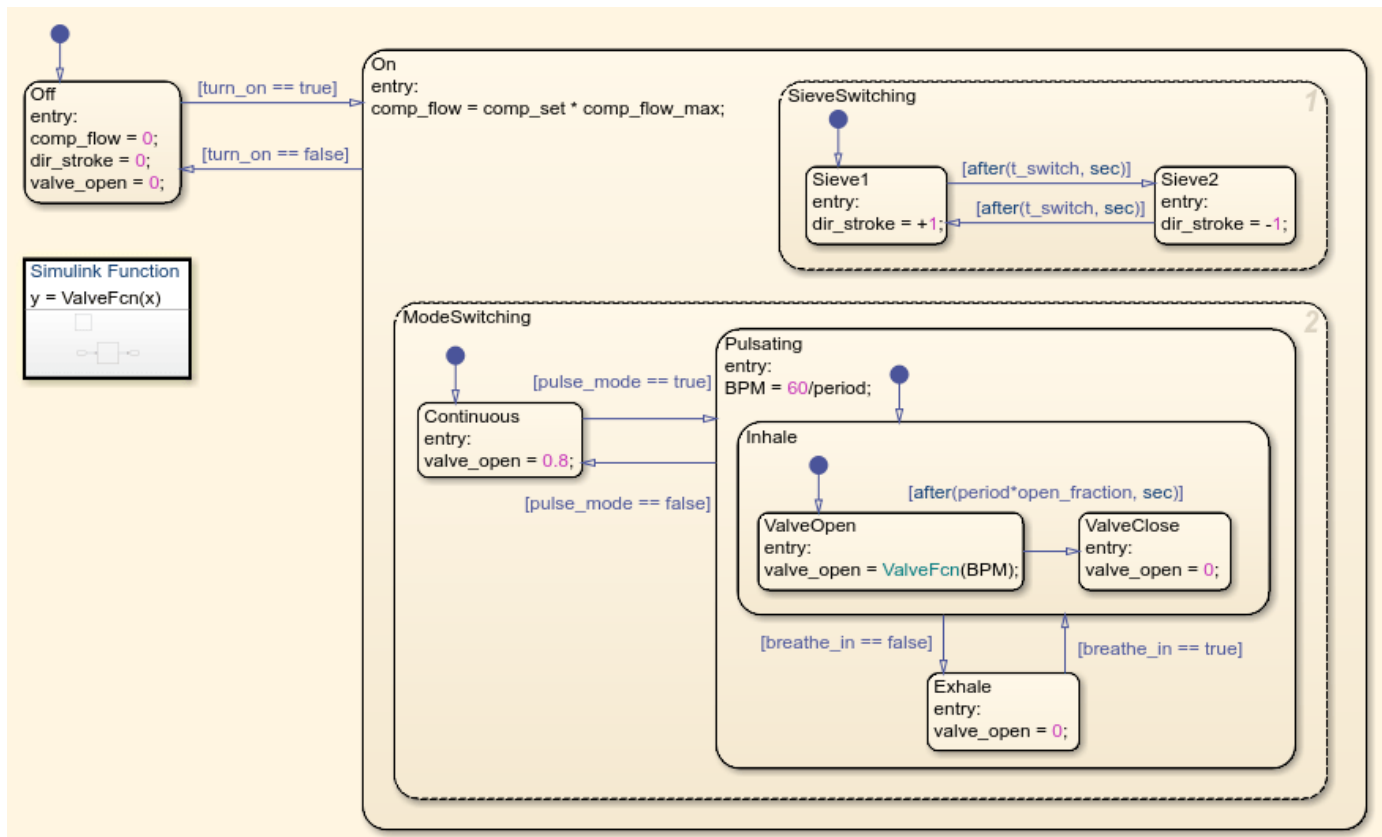 Off
entry:
comp_flow = 0;
dir_stroke = 0;
valve_open = 0;
[turn_on == true]
[turn_on == false]
Simulink Function
y = ValveFcn(x)
On
entry:
comp_flow = comp_set * comp_flow_max;
SieveSwitching
1
Sieve1
entry:
dir_stroke = +1;
[after(t_switch, sec)]
[after(t_switch, sec)]
Sieve2
entry:
dir_stroke = -1;
ModeSwitching
2
Continuous
entry:
valve_open = 0.8;
[pulse_mode == true]
[pulse_mode == false]
Pulsating
entry:
BPM = 60/period;
Inhale
[after(period*open_fraction, sec)]
ValveOpen
entry:
valve_open = ValveFcn(BPM);
ValveClose
entry:
valve_open = 0;
[breathe_in == false]
[breathe_in == true]
Exhale
entry:
valve_open = 0;